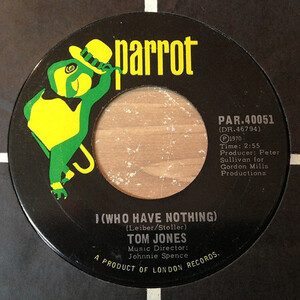 parrot
PAR.40051
(DR.46794)
Ⓟ1970
Time: 2:55
Producer: Peter
Sullivan for Gordon Mills
Productions
I (WHO HAVE NOTHING)
(Leiber/Stoller)
TOM JONES
Music Director:
Johnnie Spence
A PRODUCT OF LONDON RECORDS.